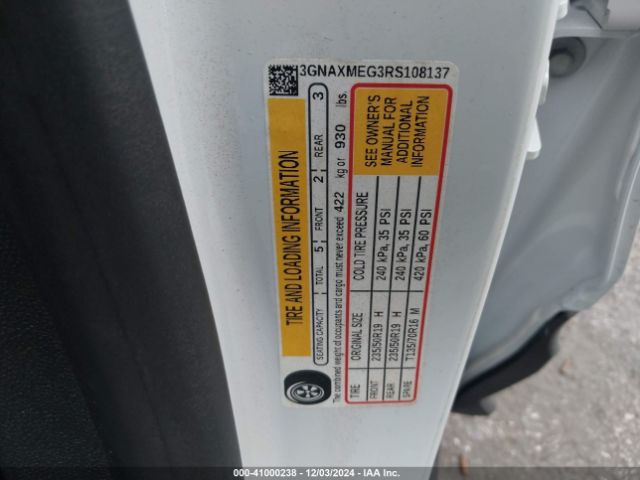 3GNAXMEG3RS108137
TIRE AND LOADING INFORMATION
SEATING CAPACITY TOTAL 5 FRONT 2 REAR 3
The combined weight of occupants and cargo must never exceed 422 kg or 930 lbs.
TIRE ORIGINAL SIZE COLD TIRE PRESSURE
FRONT 235/50R19 H 240 kPa, 35 PSI
REAR 235/50R19 H 240 kPa, 35 PSI
SPARE T135/70R16 M 420 kPa, 60 PSI
SEE OWNER'S
MANUAL FOR
ADDITIONAL
INFORMATION
000-41000238 - 12/03/2024 - IAA Inc.